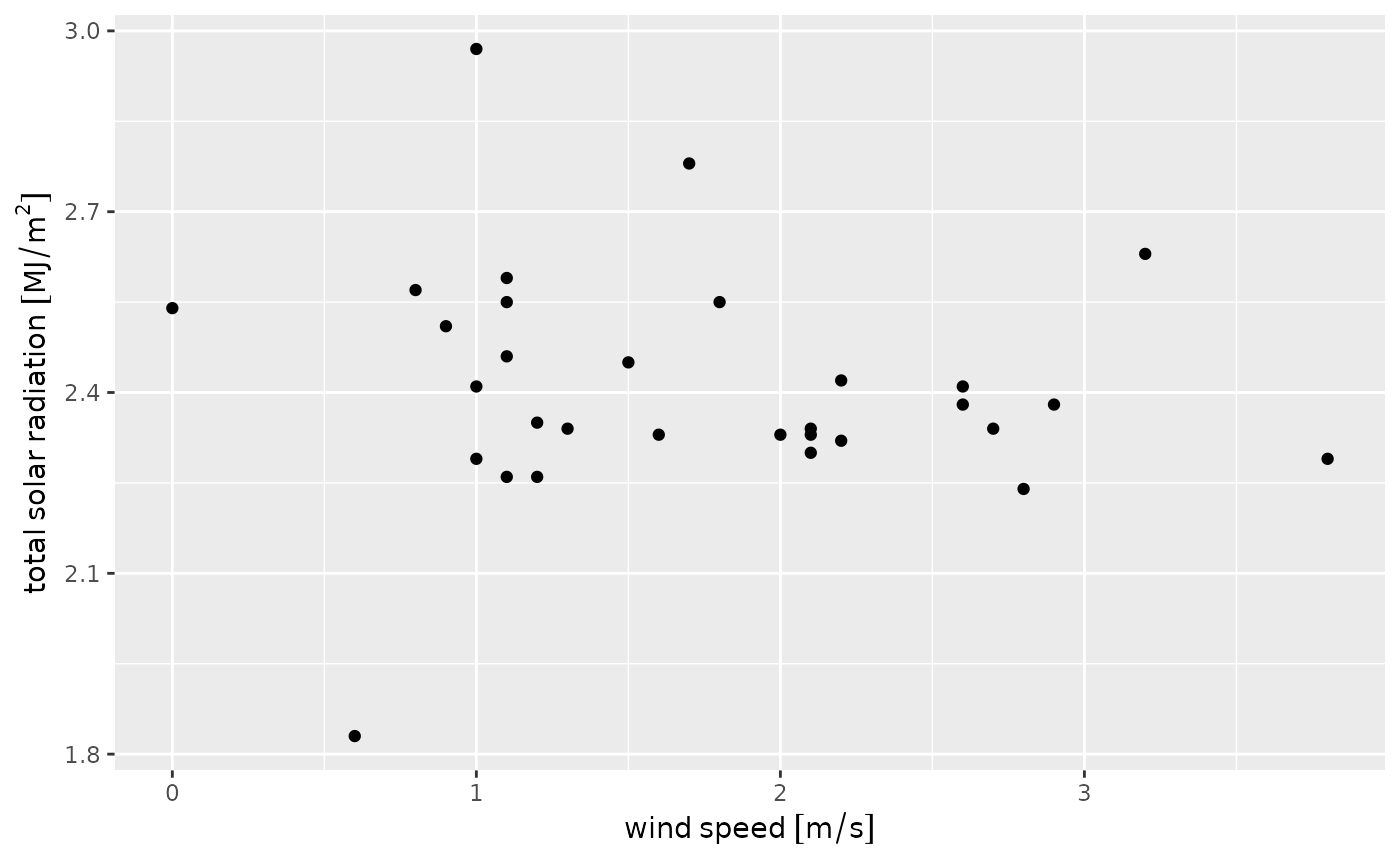 total solar radiation [MJ/m²]
3.0
2.7
2.4
2.1
1.8
0 1 2 3
wind speed [m/s]